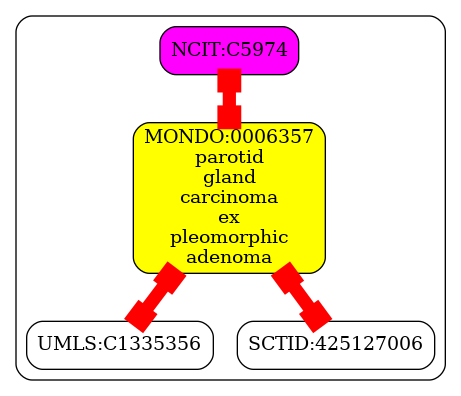 NCIT:C5974
MONDO:0006357
parotid
gland
carcinoma
ex
pleomorphic
adenoma
UMLS:C1335356
SCTID:425127006